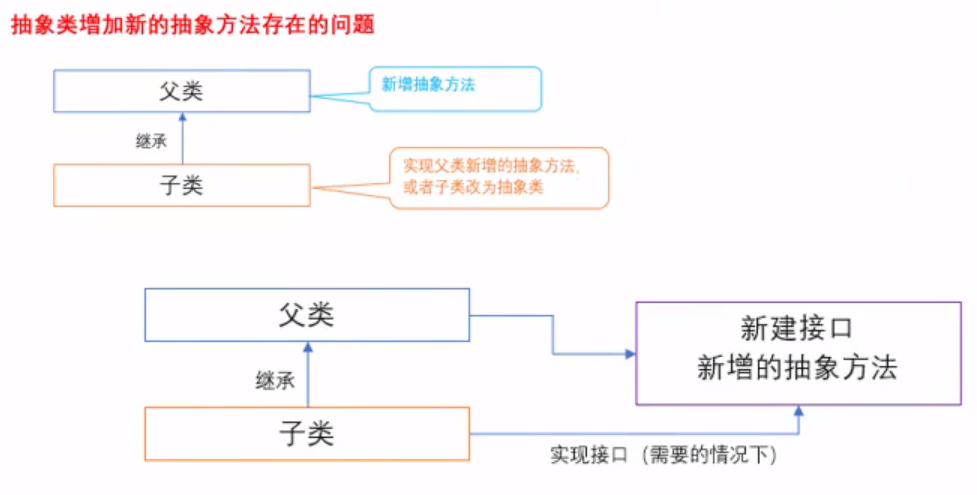 抽象类增加新的抽象方法存在的问题
父类
新增抽象方法
继承
子类
实现父类新增的抽象方法,
或者子类改为抽象类
父类
新建接口
新增的抽象方法
继承
子类
实现接口（需要的情况下）